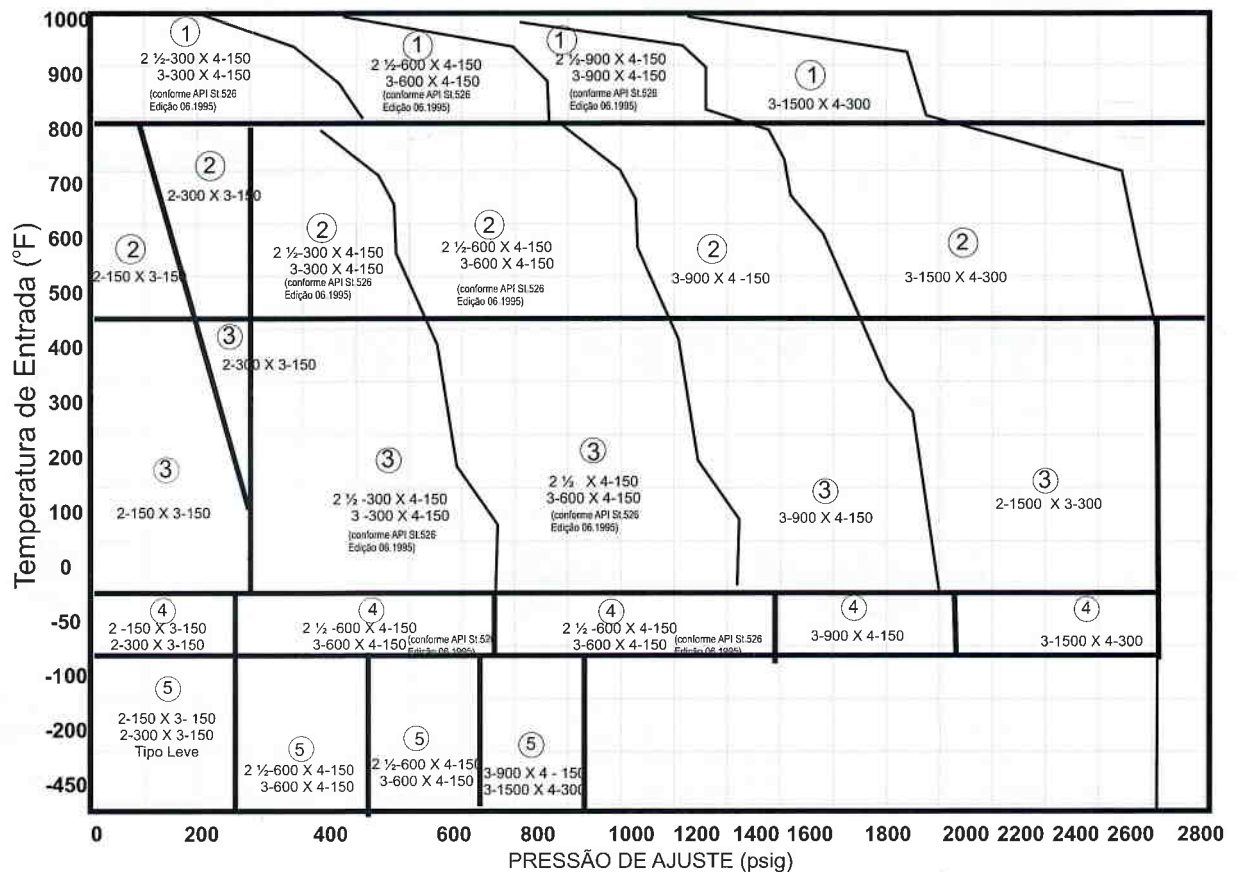 Temperatura de Entrada (°F)
1000
900
800
700
600
500
400
300
200
100
0
-50
-100
-200
-450
1
2 ½-300 X 4-150
3-300 X 4-150
(conforme API St.526
Edição 06.1995)
1
2 ½-600 X 4-150
3-600 X 4-150
(conforme API St.526
Edição 06.1995)
1
2 ½-900 X 4-150
3-900 X 4-150
(conforme API St.526
Edição 06.1995)
1
3-1500 X 4-300
2
2-300 X 3-150
2
2-150 X 3-150
2
2 ½-300 X 4-150
3-300 X 4-150
(conforme API St.526
Edição 06.1995)
2
2 ½-600 X 4-150
3-600 X 4-150
(conforme API St.526
Edição 06.1995)
2
3-900 X 4 -150
2
3-1500 X 4-300
3
2-300 X 3-150
3
2-150 X 3-150
3
2 ½ -300 X 4-150
3 -300 X 4-150
(conforme API St.526
Edição 06.1995)
3
2 ½ X 4-150
3-600 X 4-150
(conforme API St.526
Edição 06.1995)
3
3-900 X 4-150
3
2-1500 X 3-300
4
2 -150 X 3-150
2-300 X 3-150
4
2 ½ -600 X 4-150
3-600 X 4-150
(conforme API St.526
Edição 06.1995)
4
2 ½ -600 X 4-150
3-600 X 4-150
(conforme API St.526
Edição 06.1995)
4
3-900 X 4-150
4
3-1500 X 4-300
5
2-150 X 3- 150
2-300 X 3-150
Tipo Leve
5
2 ½-600 X 4-150
3-600 X 4-150
5
2 ½-600 X 4-150
3-600 X 4-150
5
3-900 X 4 - 150
3-1500 X 4-300
0 200 400 600 800 1000 1200 1400 1600 1800 2000 2200 2600 2800
PRESSÃO DE AJUSTE (psig)